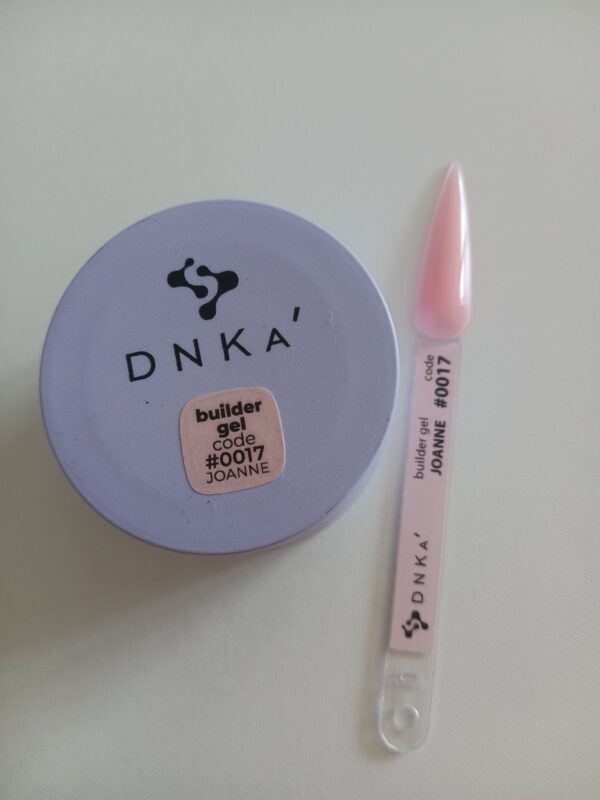 DNKA'
builder
gel
code
#0017
JOANNE
code
#0017
builder gel
JOANNE
DNKA'